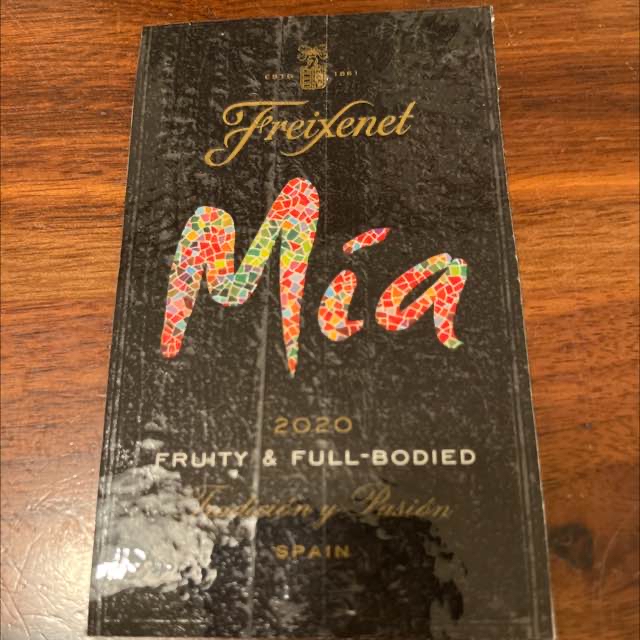 ESTD 1861
Freixenet
Mía
2020
FRUITY & FULL-BODIED
Tradición y Pasión
SPAIN